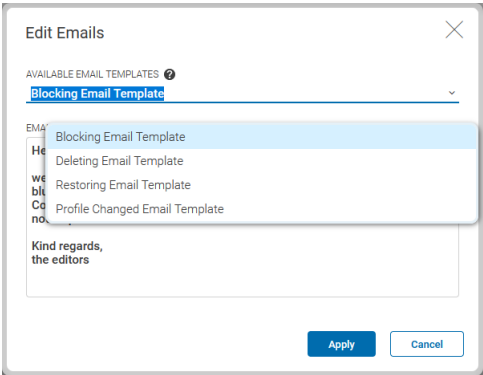 Edit Emails
AVAILABLE EMAIL TEMPLATES ?
Blocking Email Template
Blocking Email Template
Deleting Email Template
Restoring Email Template
Profile Changed Email Template
Kind regards,
the editors
Apply Cancel